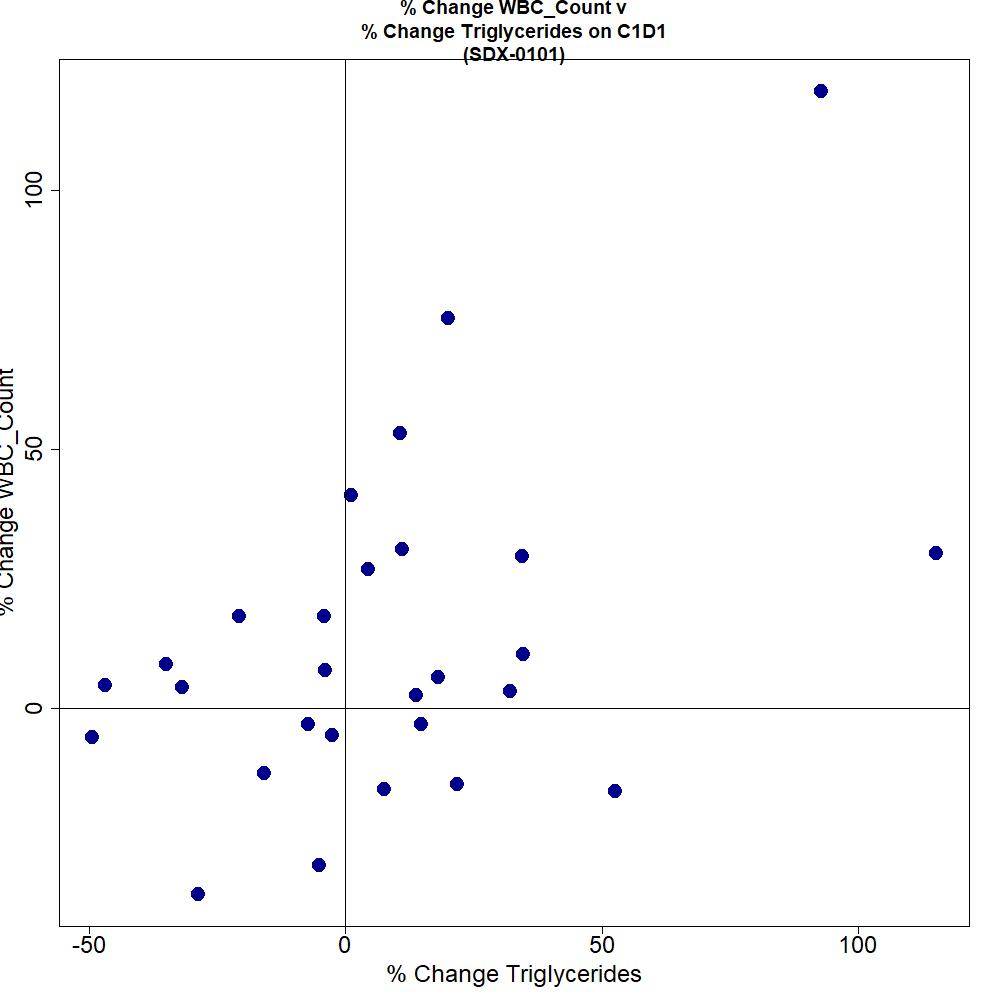 % Change WBC_Count v
% Change Triglycerides on C1D1
(SDX-0101)
% Change WBC_Count
100
50
0
-50
0
50
100
% Change Triglycerides